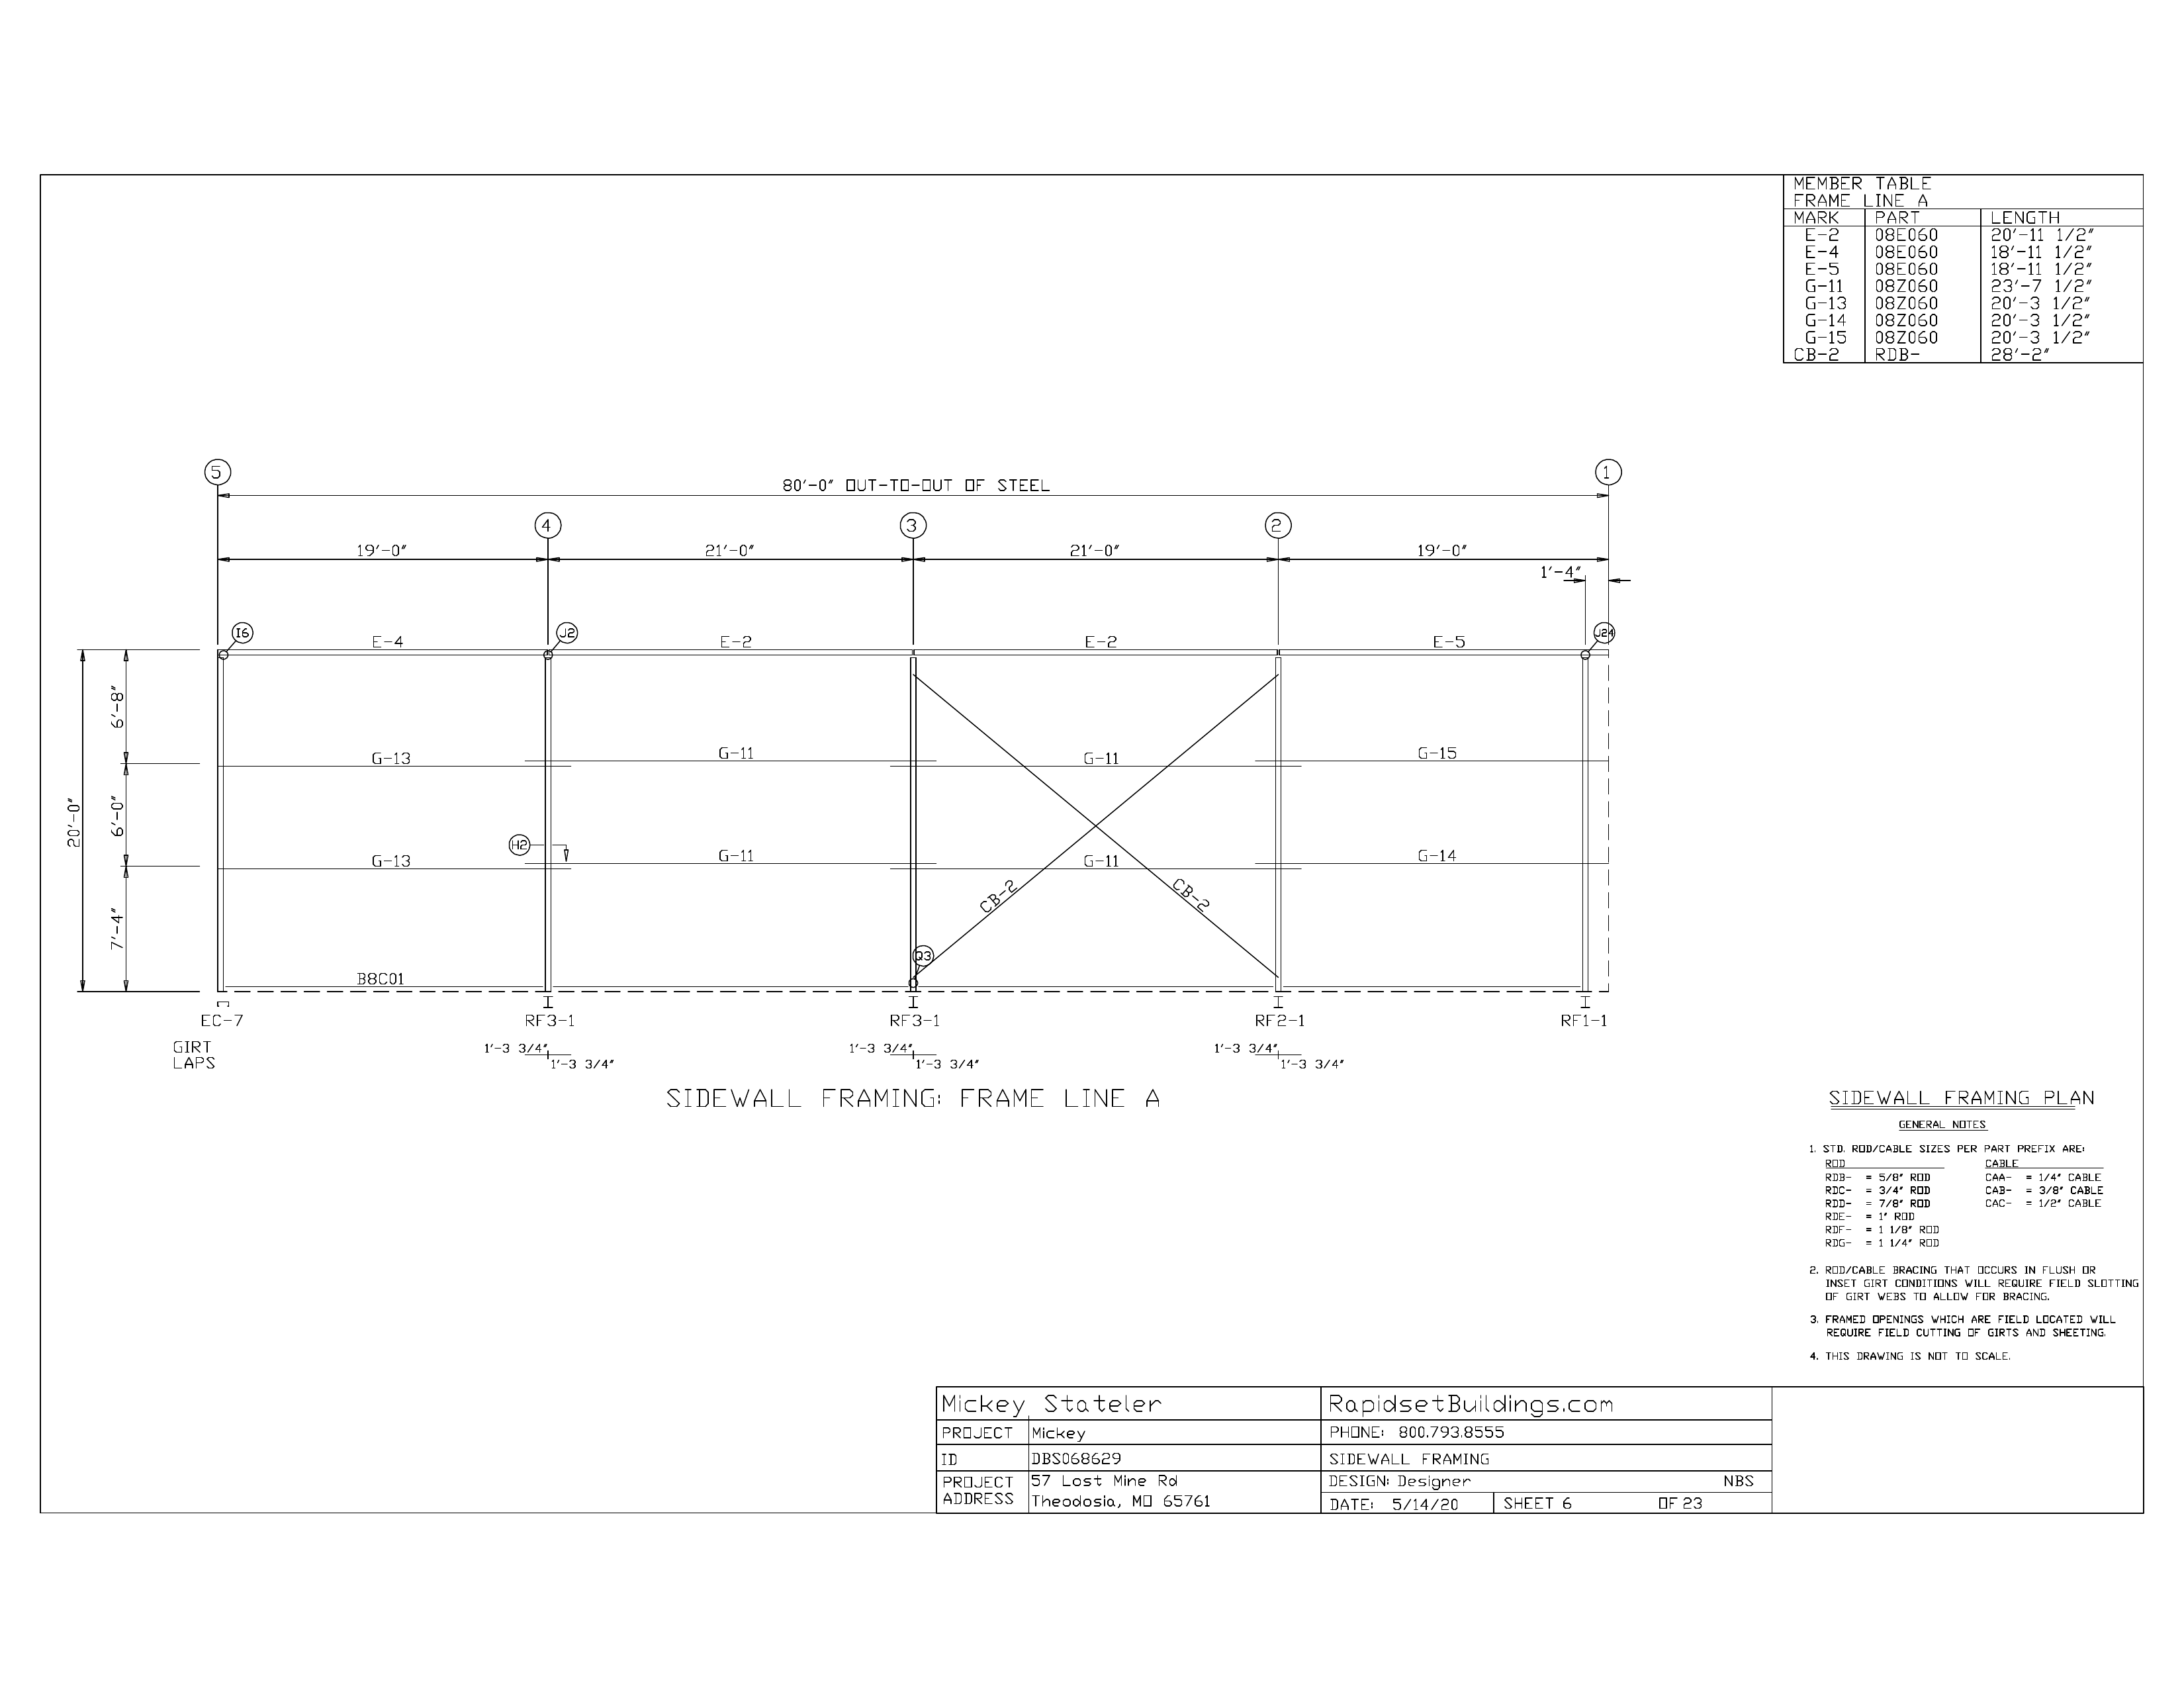 MEMBER TABLE
FRAME LINE A
MARK PART LENGTH
E-2 08E060 20'-11 1/2"
E-4 08E060 18'-11 1/2"
E-5 08E060 18'-11 1/2"
G-11 08Z060 23'-7 1/2"
G-13 08Z060 20'-3 1/2"
G-14 08Z060 20'-3 1/2"
G-15 08Z060 20'-3 1/2"
CB-2 RDB- 28'-2"
5 1
80'-0" OUT-TO-OUT OF STEEL
4 3 2
19'-0" 21'-0" 21'-0" 19'-0"
1'-4"
I6 J2 J24
E-4 E-2 E-2 E-5
6'-8"
G-13 G-11 G-11 G-15
20'-0"
6'-0"
H2
G-13 G-11 G-11 G-14
CB-2 CB-2
7'-4"
Q3
B8C01
EC-7 RF3-1 RF3-1 RF2-1 RF1-1
GIRT
LAPS
1'-3 3/4" 1'-3 3/4" 1'-3 3/4"
1'-3 3/4" 1'-3 3/4" 1'-3 3/4"
SIDEWALL FRAMING: FRAME LINE A
SIDEWALL FRAMING PLAN
GENERAL NOTES
1. STD. ROD/CABLE SIZES PER PART PREFIX ARE:
ROD CABLE
RDB- = 5/8" ROD CAA- = 1/4" CABLE
RDC- = 3/4" ROD CAB- = 3/8" CABLE
RDD- = 7/8" ROD CAC- = 1/2" CABLE
RDE- = 1" ROD
RDF- = 1 1/8" ROD
RDG- = 1 1/4" ROD
2. ROD/CABLE BRACING THAT OCCURS IN FLUSH OR
INSET GIRT CONDITIONS WILL REQUIRE FIELD SLOTTING
OF GIRT WEBS TO ALLOW FOR BRACING.
3. FRAMED OPENINGS WHICH ARE FIELD LOCATED WILL
REQUIRE FIELD CUTTING OF GIRTS AND SHEETING.
4. THIS DRAWING IS NOT TO SCALE.
Mickey Stateler RapidsetBuildings.com
PROJECT Mickey PHONE: 800.793.8555
ID DBS068629 SIDEWALL FRAMING
PROJECT 57 Lost Mine Rd DESIGN: Designer NBS
ADDRESS Theodosia, MO 65761 DATE: 5/14/20 SHEET 6 OF 23